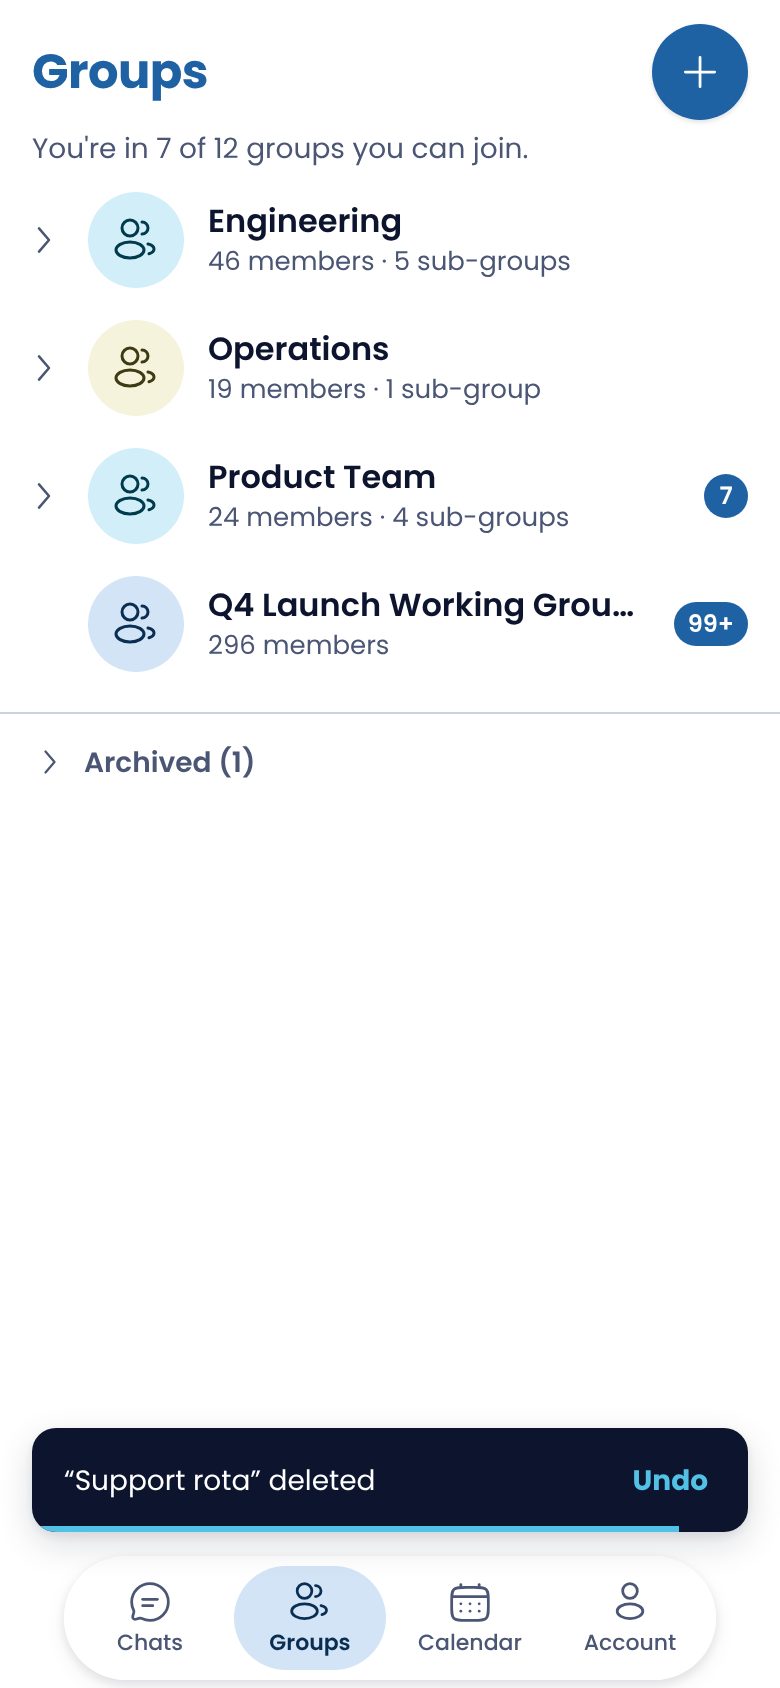 Groups
You're in 7 of 12 groups you can join.
Engineering
46 members · 5 sub-groups
Operations
19 members · 1 sub-group
Product Team
24 members · 4 sub-groups
7
Q4 Launch Working Grou...
296 members
99+
Archived (1)
“Support rota” deleted
Undo
Chats
Groups
Calendar
Account